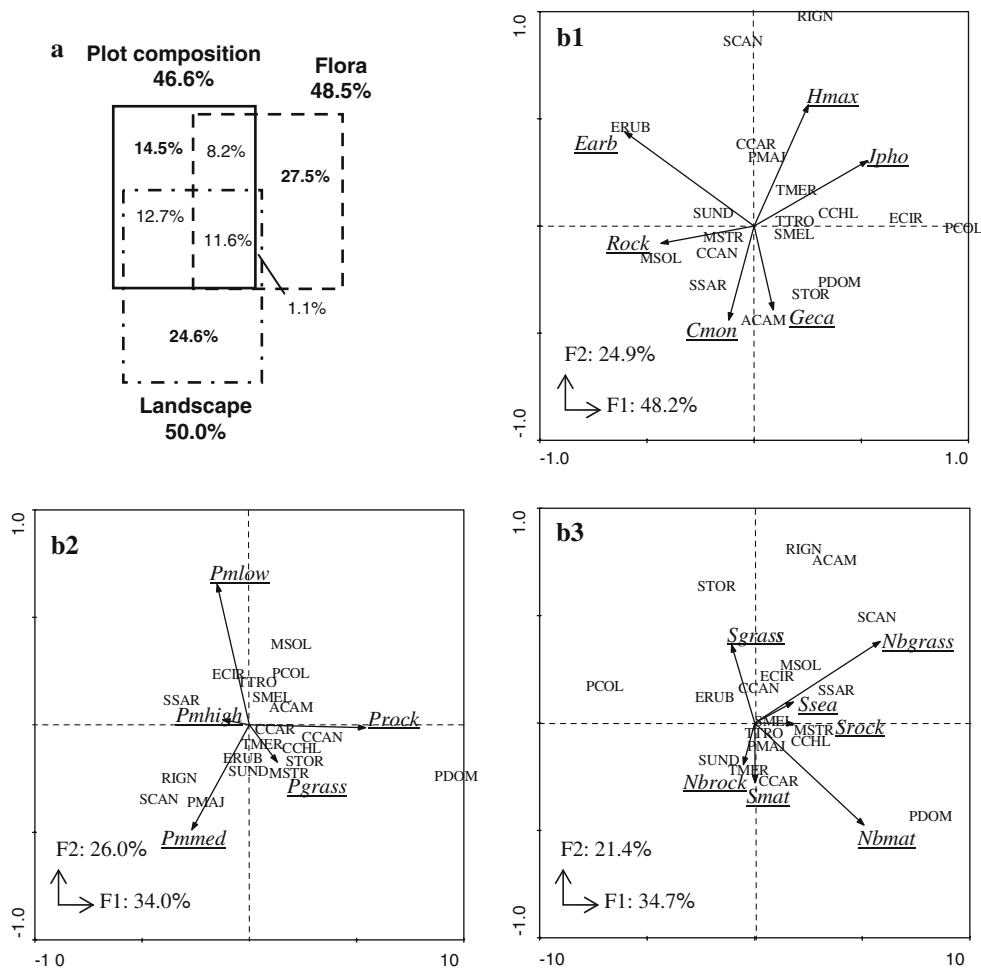 a
Plot composition
46.6%
Flora
48.5%
14.5%
8.2%
27.5%
12.7%
11.6%
1.1%
24.6%
Landscape
50.0%
b1
1.0
RIGN
SCAN
Hmax
ERUB
Earb
CCAR
PMAJ
Jpho
TMER
SUND
CCHL
TTRO
ECIR
PCOL
SMEL
MSTR
Rock
CCAN
MSOL
SSAR
PDOM
STOR
ACAM
Geca
Cmon
F2: 24.9%
F1: 48.2%
-1.0
-1.0
1.0
b2
1.0
Pmlow
MSOL
ECIR
PCOL
TTRO
SSAR
SMEL
ACAM
Pmhigh
Prock
CCAR
CCAN
TMER
CCHL
ERUB
STOR
SUND
MSTR
RIGN
PDOM
Pgrass
SCAN
PMAJ
Pmmed
F2: 26.0%
F1: 34.0%
-1.0
-1 0
10
b3
1.0
RIGN
ACAM
STOR
SCAN
Sgrass
Nbgrass
MSOL
ECIR
PCOL
CCAN
SSAR
ERUB
Ssea
SMEL
Srock
TTRO
MSTR
PMAJ
CCHL
SUND
TMER
Nbrock
CCAR
Smat
PDOM
Nbmat
F2: 21.4%
F1: 34.7%
-1.0
-10
10